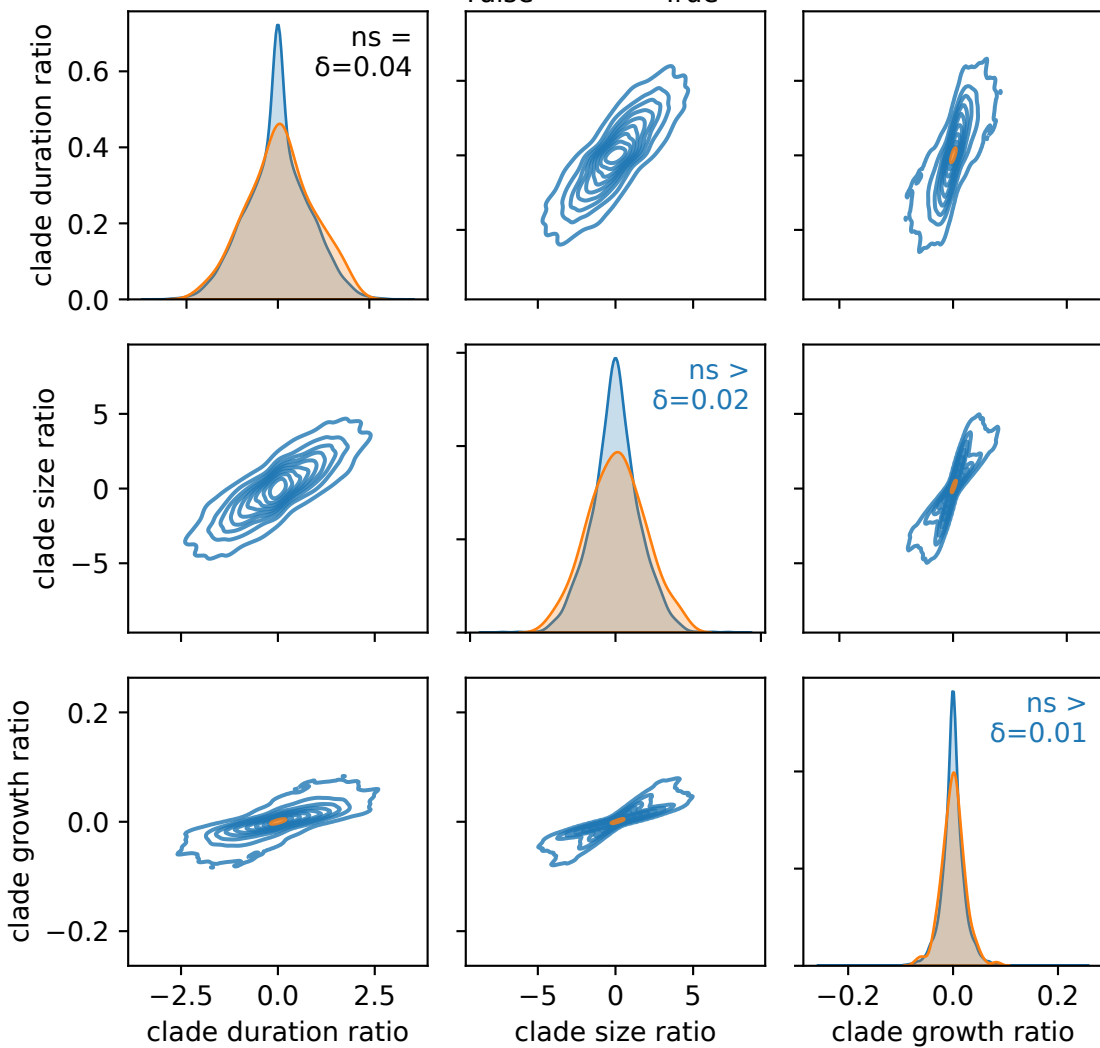 clade duration ratio
0.6
0.4
0.2
0.0
ns =
δ=0.04
clade size ratio
5
0
−5
ns >
δ=0.02
clade growth ratio
0.2
0.0
−0.2
ns >
δ=0.01
−2.5 0.0 2.5
−5 0 5
−0.2 0.0 0.2
clade duration ratio
clade size ratio
clade growth ratio